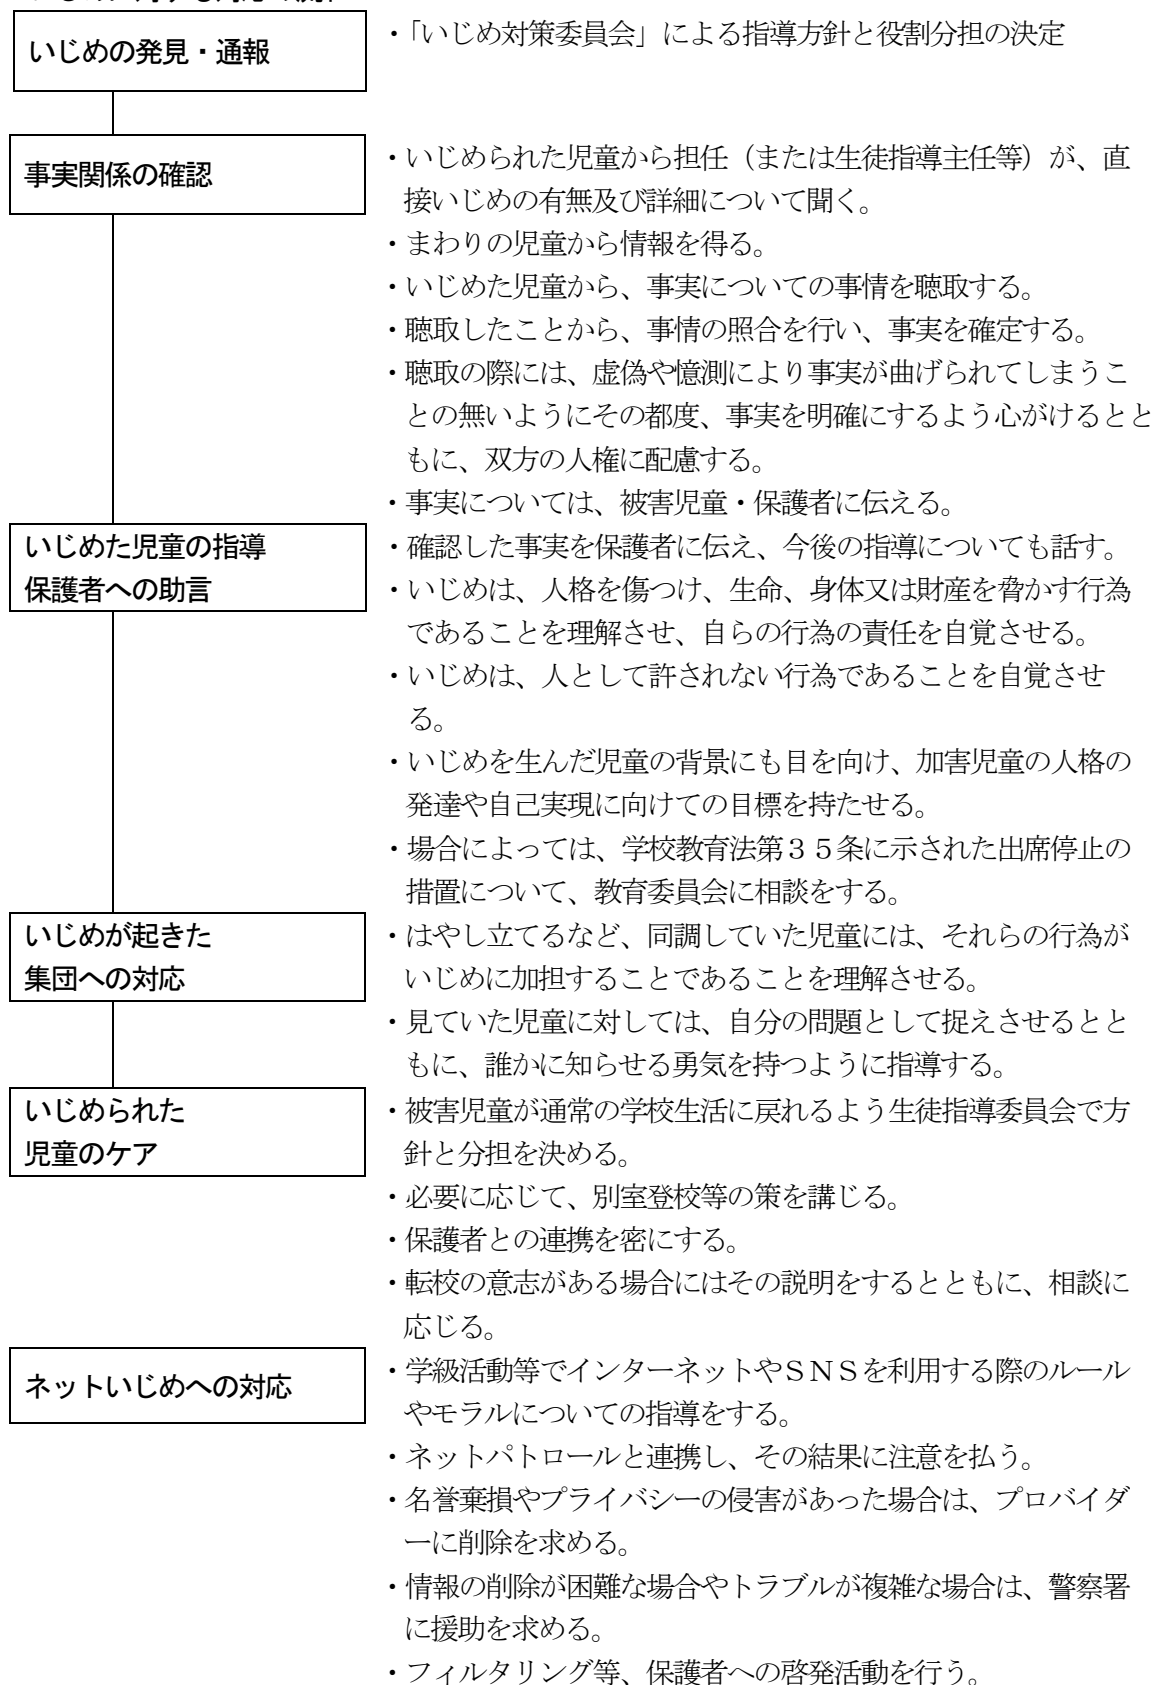 いじめの発見・通報
・「いじめ対策委員会」による指導方針と役割分担の決定
事実関係の確認
・いじめられた児童から担任（または生徒指導主任等）が、直
接いじめの有無及び詳細について聞く。
・まわりの児童から情報を得る。
・いじめた児童から、事実についての事情を聴取する。
・聴取したことから、事情の照合を行い、事実を確定する。
・聴取の際には、虚偽や憶測により事実が曲げられてしまうこ
との無いようにその都度、事実を明確にするよう心がけるとと
もに、双方の人権に配慮する。
・事実については、被害児童・保護者に伝える。
いじめた児童の指導
保護者への助言
・確認した事実を保護者に伝え、今後の指導についても話す。
・いじめは、人格を傷つけ、生命、身体又は財産を脅かす行為
であることを理解させ、自らの行為の責任を自覚させる。
・いじめは、人として許されない行為であることを自覚させ
る。
・いじめを生んだ児童の背景にも目を向け、加害児童の人格の
発達や自己実現に向けての目標を持たせる。
・場合によっては、学校教育法第３５条に示された出席停止の
措置について、教育委員会に相談をする。
いじめが起きた
集団への対応
・はやし立てるなど、同調していた児童には、それらの行為が
いじめに加担することであることを理解させる。
・見ていた児童に対しては、自分の問題として捉えさせるとと
もに、誰かに知らせる勇気を持つように指導する。
いじめられた
児童のケア
・被害児童が通常の学校生活に戻れるよう生徒指導委員会で方
針と分担を決める。
・必要に応じて、別室登校等の策を講じる。
・保護者との連携を密にする。
・転校の意志がある場合にはその説明をするとともに、相談に
応じる。
ネットいじめへの対応
・学級活動等でインターネットやＳＮＳを利用する際のルール
やモラルについての指導をする。
・ネットパトロールと連携し、その結果に注意を払う。
・名誉棄損やプライバシーの侵害があった場合は、プロバイダ
ーに削除を求める。
・情報の削除が困難な場合やトラブルが複雑な場合は、警察署
に援助を求める。
・フィルタリング等、保護者への啓発活動を行う。